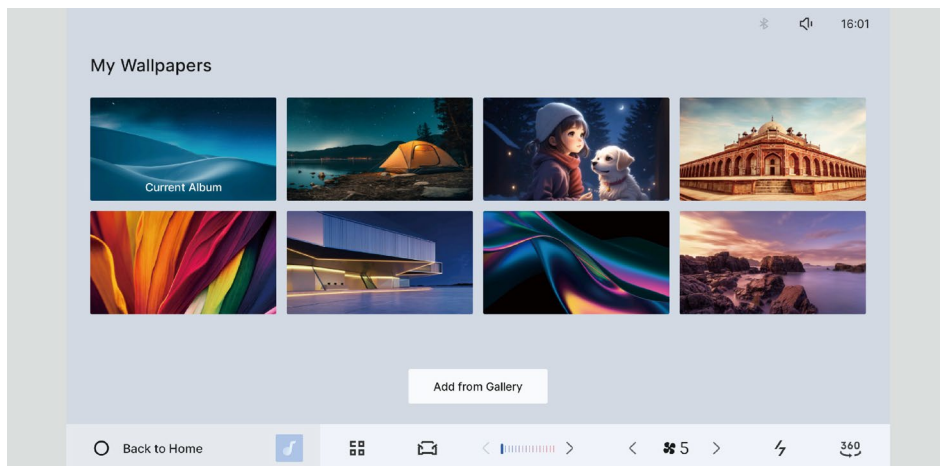 16:01
My Wallpapers
Current Album
Add from Gallery
Back to Home
5
360